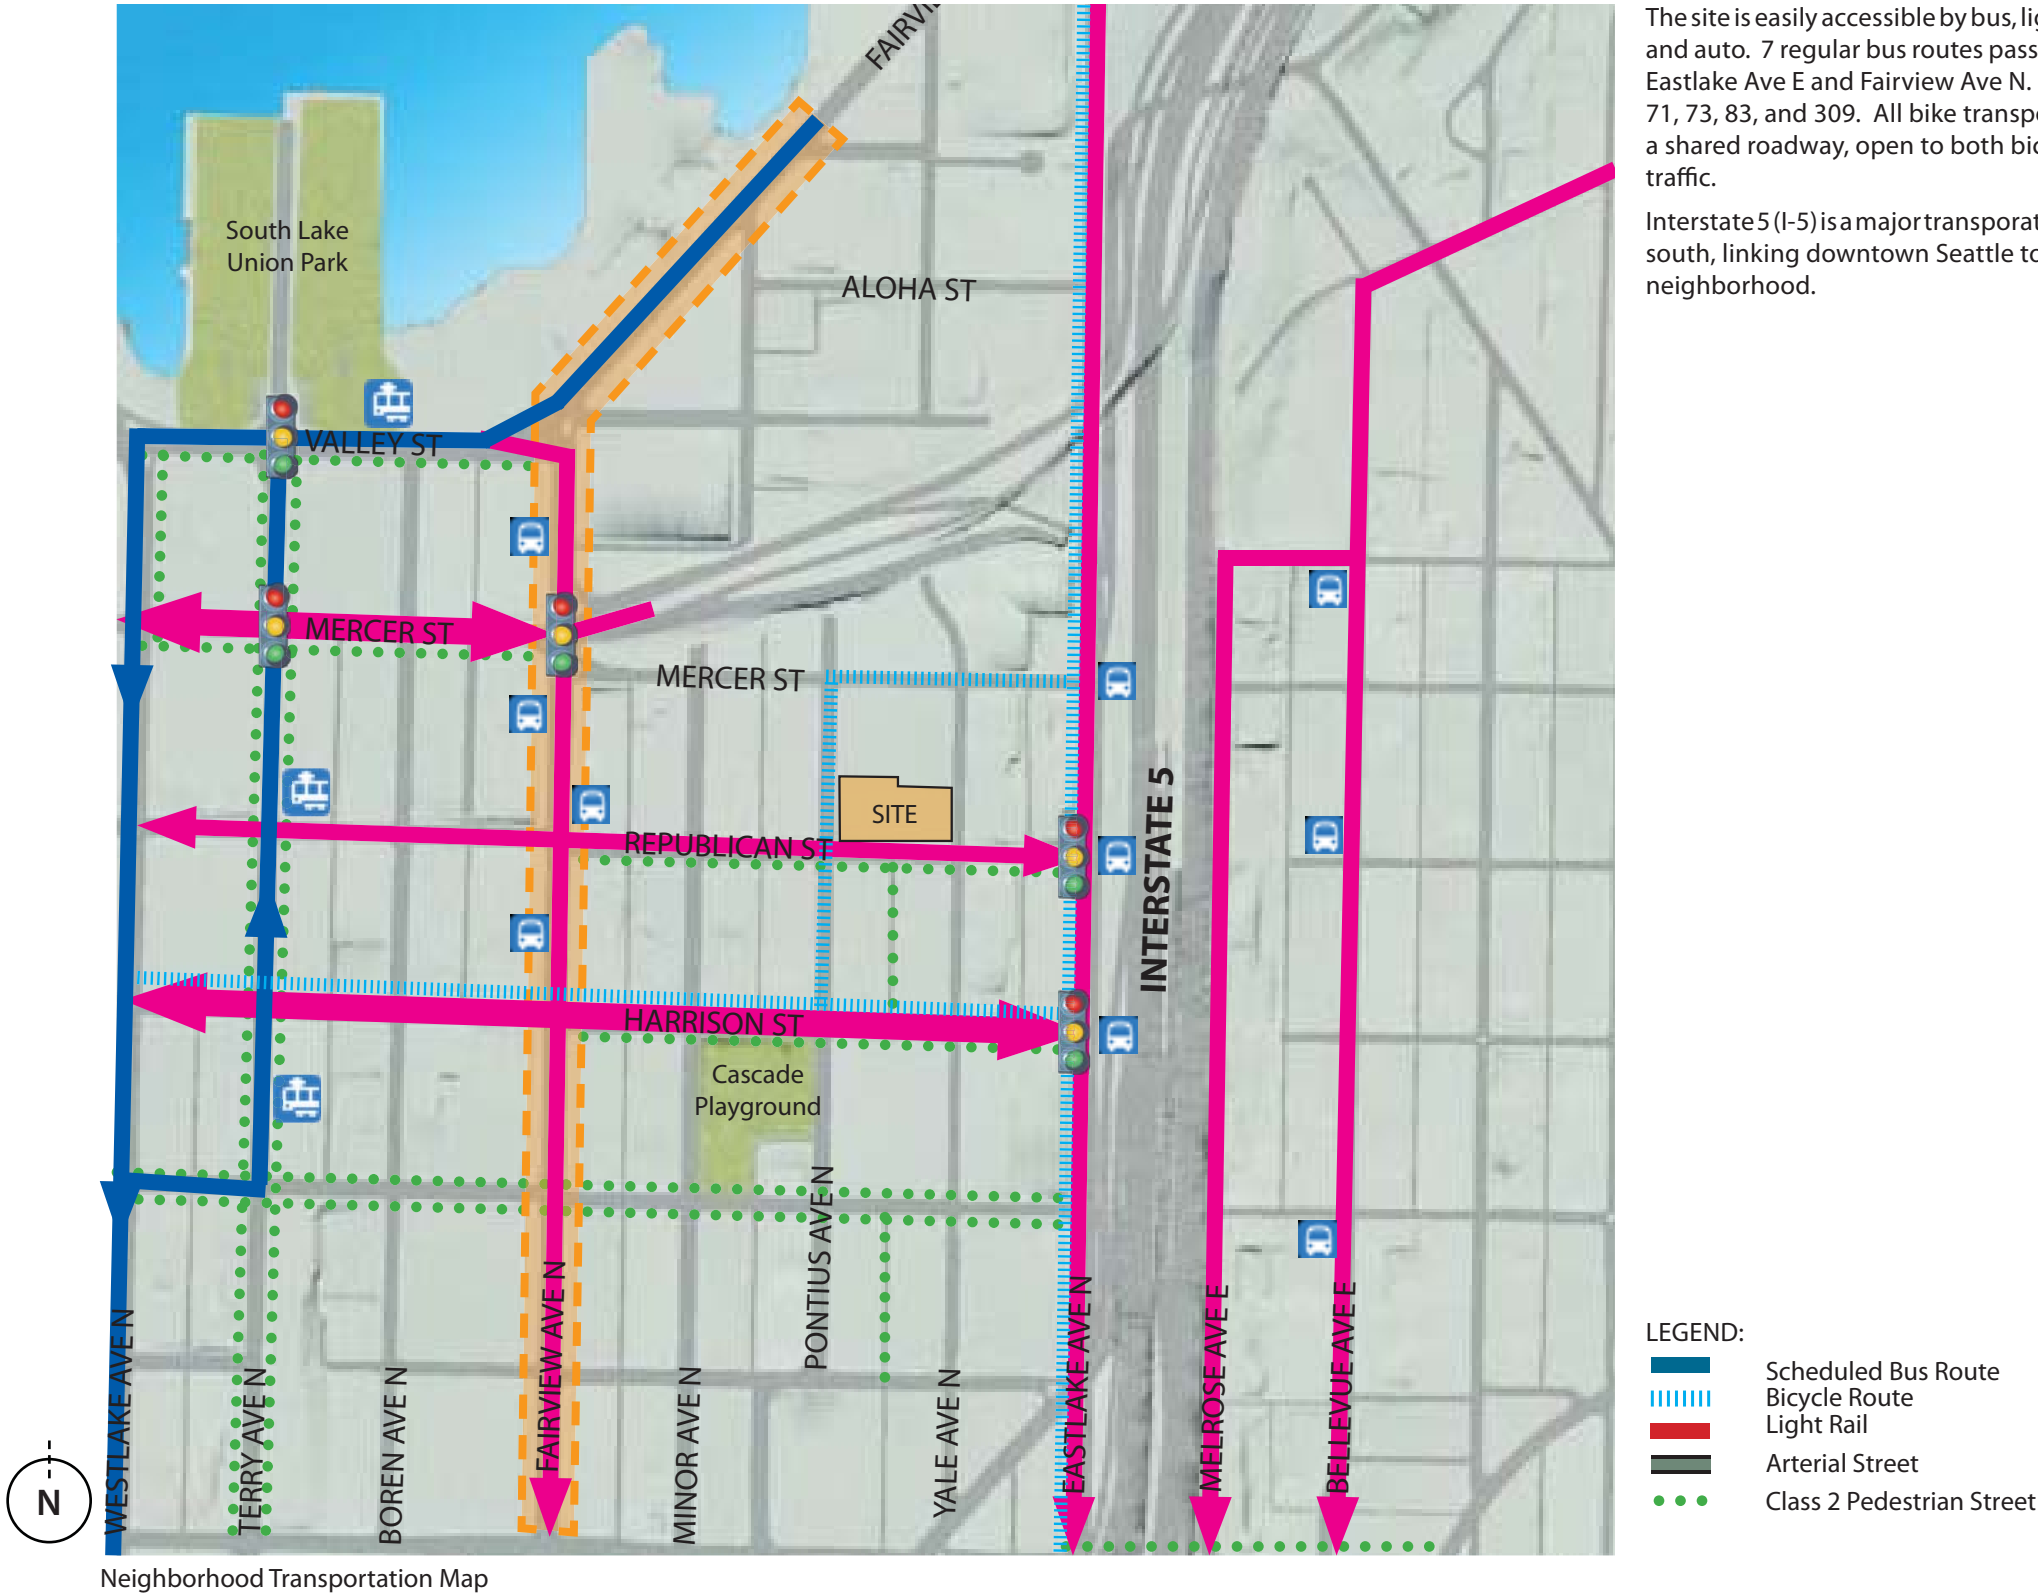 The site is easily accessible by bus, lig
and auto. 7 regular bus routes pass
Eastlake Ave E and Fairview Ave N.
71, 73, 83, and 309. All bike transp
a shared roadway, open to both bic
traffic.
Interstate 5 (I-5) is a major transporat
south, linking downtown Seattle to
neighborhood.
FAIRVI
South Lake
Union Park
ALOHA ST
VALLEY ST
MERCER ST
MERCER ST
SITE
REPUBLICAN ST
INTERSTATE 5
HARRISON ST
Cascade
Playground
WESTLAKE AVE N
TERRY AVE N
BOREN AVE N
FAIRVIEW AVE N
MINOR AVE N
PONTIUS AVE N
YALE AVE N
EASTLAKE AVE N
MELROSE AVE E
BELLEVUE AVE E
LEGEND:
Scheduled Bus Route
Bicycle Route
Light Rail
Arterial Street
Class 2 Pedestrian Street
N
Neighborhood Transportation Map